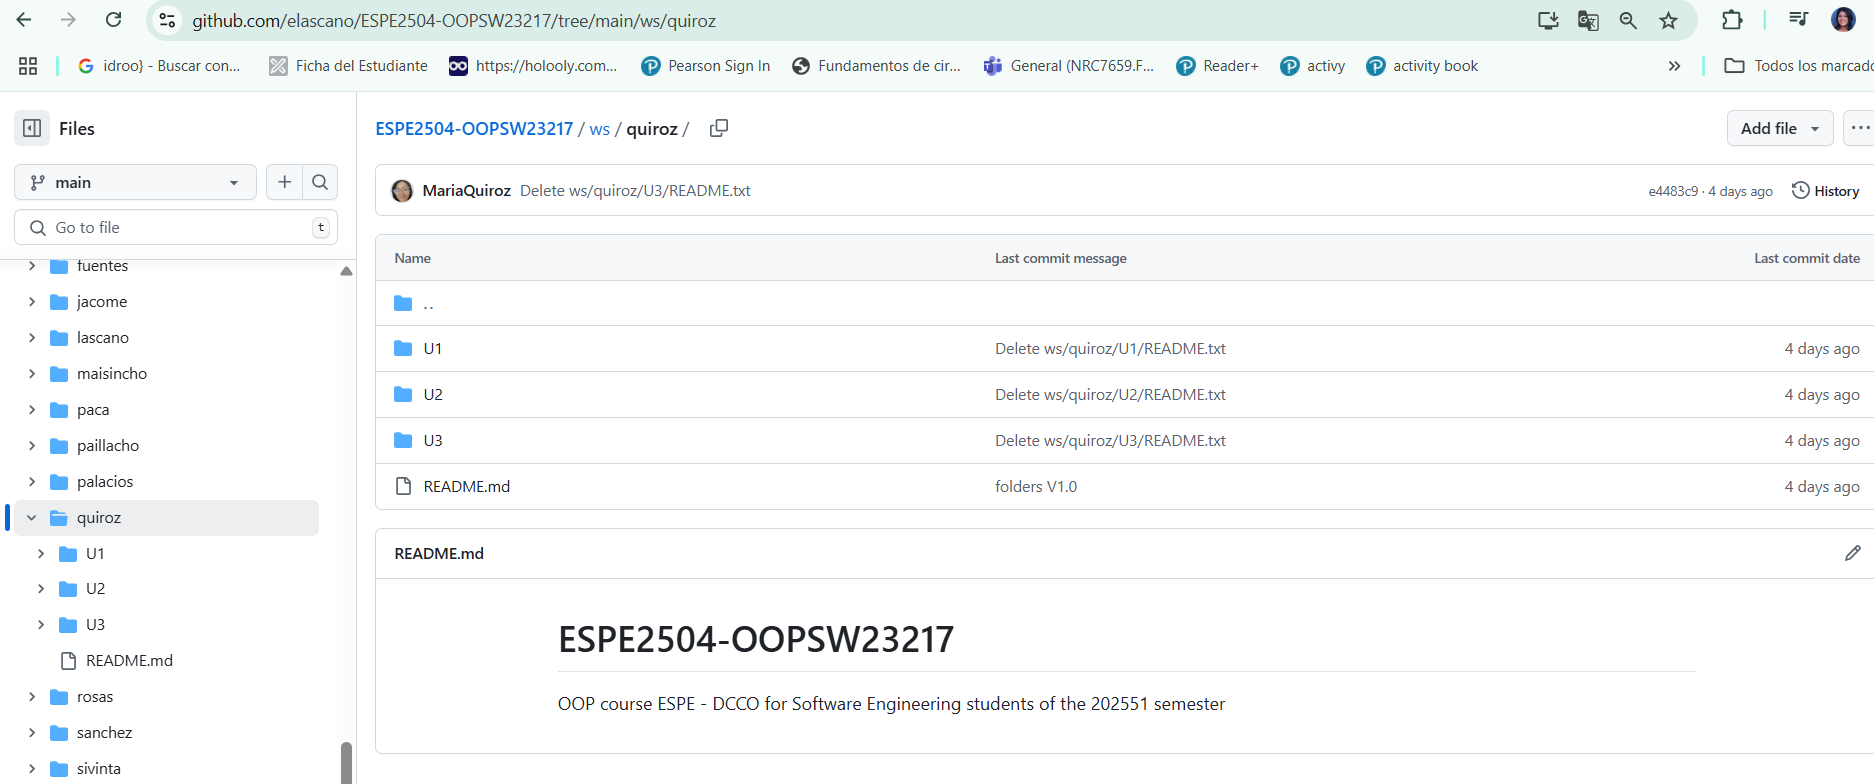 github.com/elascano/ESPE2504-OOPSW23217/tree/main/ws/quiroz
idroo} - Buscar con... Ficha del Estudiante https://holooly.com... Pearson Sign In Fundamentos de cir... General (NRC7659.F... Reader+ activy activity book » Todos los marcado
Files
main
Go to file t
fuentes
jacome
lascano
maisincho
paca
paillacho
palacios
quiroz
U1
U2
U3
README.md
rosas
sanchez
sivinta
ESPE2504-OOPSW23217 / ws / quiroz /
Add file
MariaQuiroz Delete ws/quiroz/U3/README.txt e4483c9 · 4 days ago History
Name Last commit message Last commit date
..
U1 Delete ws/quiroz/U1/README.txt 4 days ago
U2 Delete ws/quiroz/U2/README.txt 4 days ago
U3 Delete ws/quiroz/U3/README.txt 4 days ago
README.md folders V1.0 4 days ago
README.md
ESPE2504-OOPSW23217
OOP course ESPE - DCCO for Software Engineering students of the 202551 semester